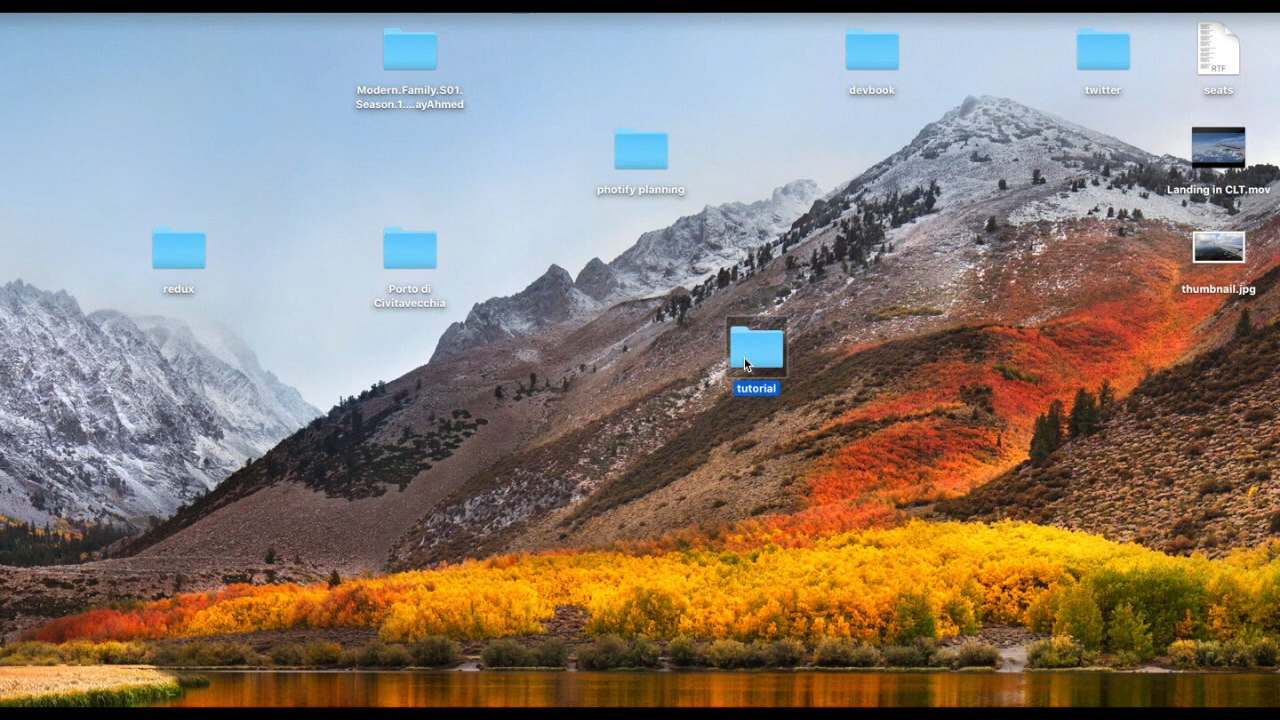 Modern.Family.S01.
Season.1....ayAhmed
devbook
twitter
RTF
seats
photify planning
Landing in CLT.mov
redux
Porto di
Civitavecchia
thumbnail.jpg
tutorial